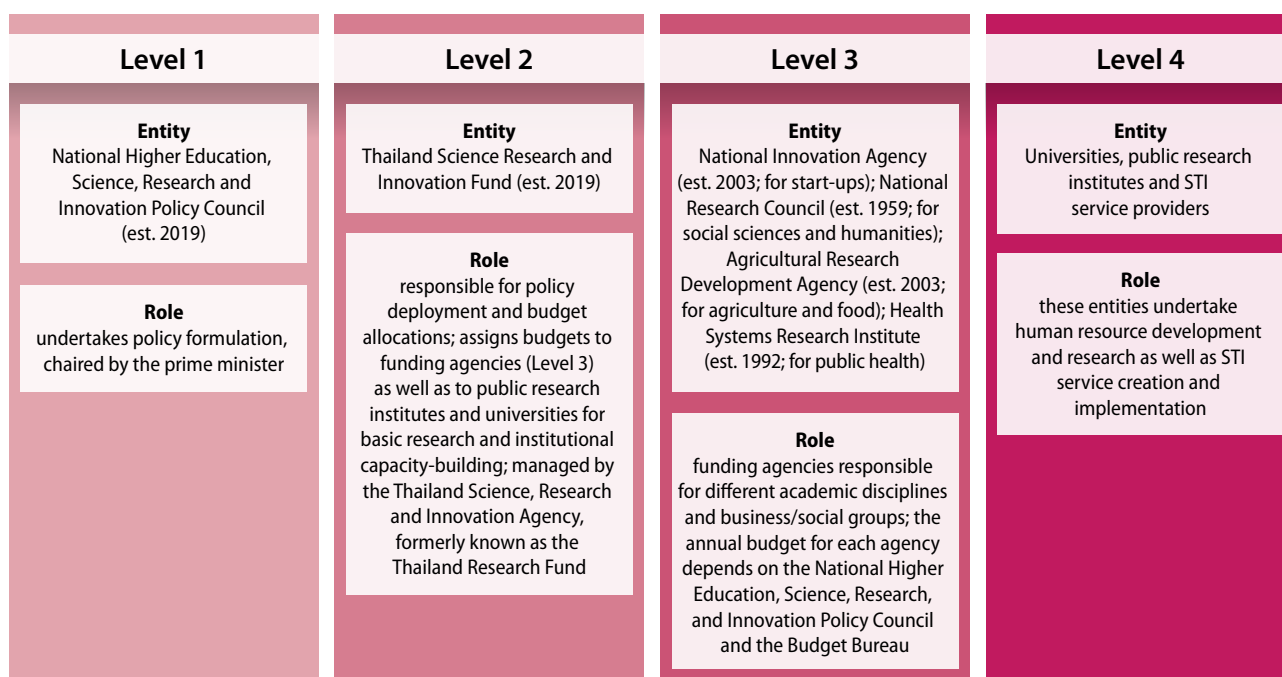 Level 1
Entity
National Higher Education,
Science, Research and
Innovation Policy Council
(est. 2019)
Role
undertakes policy formulation,
chaired by the prime minister
Level 2
Entity
Thailand Science Research and
Innovation Fund (est. 2019)
Role
responsible for policy
deployment and budget
allocations; assigns budgets to
funding agencies (Level 3)
as well as to public research
institutes and universities for
basic research and institutional
capacity-building; managed by
the Thailand Science, Research
and Innovation Agency,
formerly known as the
Thailand Research Fund
Level 3
Entity
National Innovation Agency
(est. 2003; for start-ups); National
Research Council (est. 1959; for
social sciences and humanities);
Agricultural Research
Development Agency (est. 2003;
for agriculture and food); Health
Systems Research Institute
(est. 1992; for public health)
Role
funding agencies responsible
for different academic disciplines
and business/social groups; the
annual budget for each agency
depends on the National Higher
Education, Science, Research,
and Innovation Policy Council
and the Budget Bureau
Level 4
Entity
Universities, public research
institutes and STI
service providers
Role
these entities undertake
human resource development
and research as well as STI
service creation and
implementation